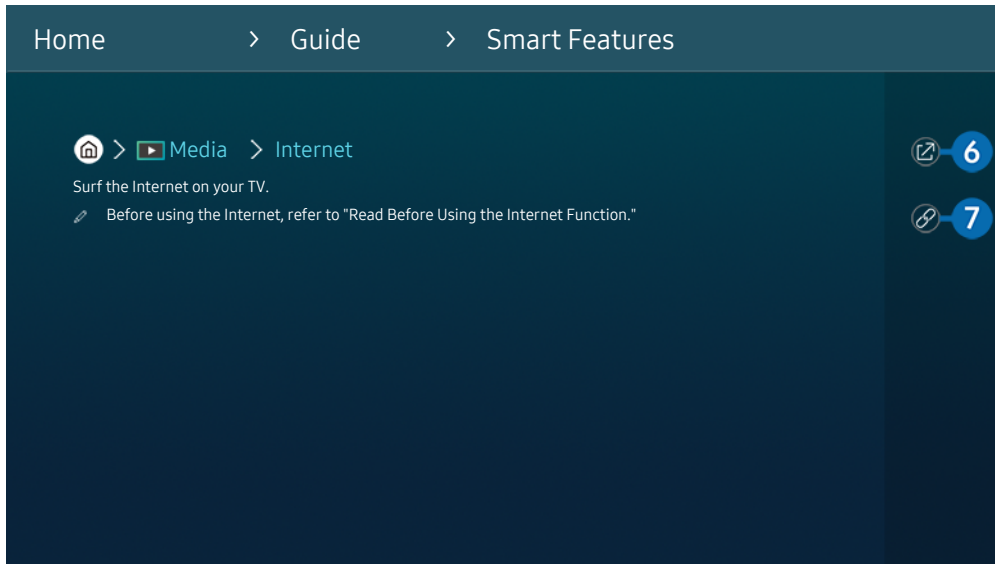 Home > Guide > Smart Features
> Media > Internet
6
Surf the Internet on your TV.
7
Before using the Internet, refer to "Read Before Using the Internet Function."